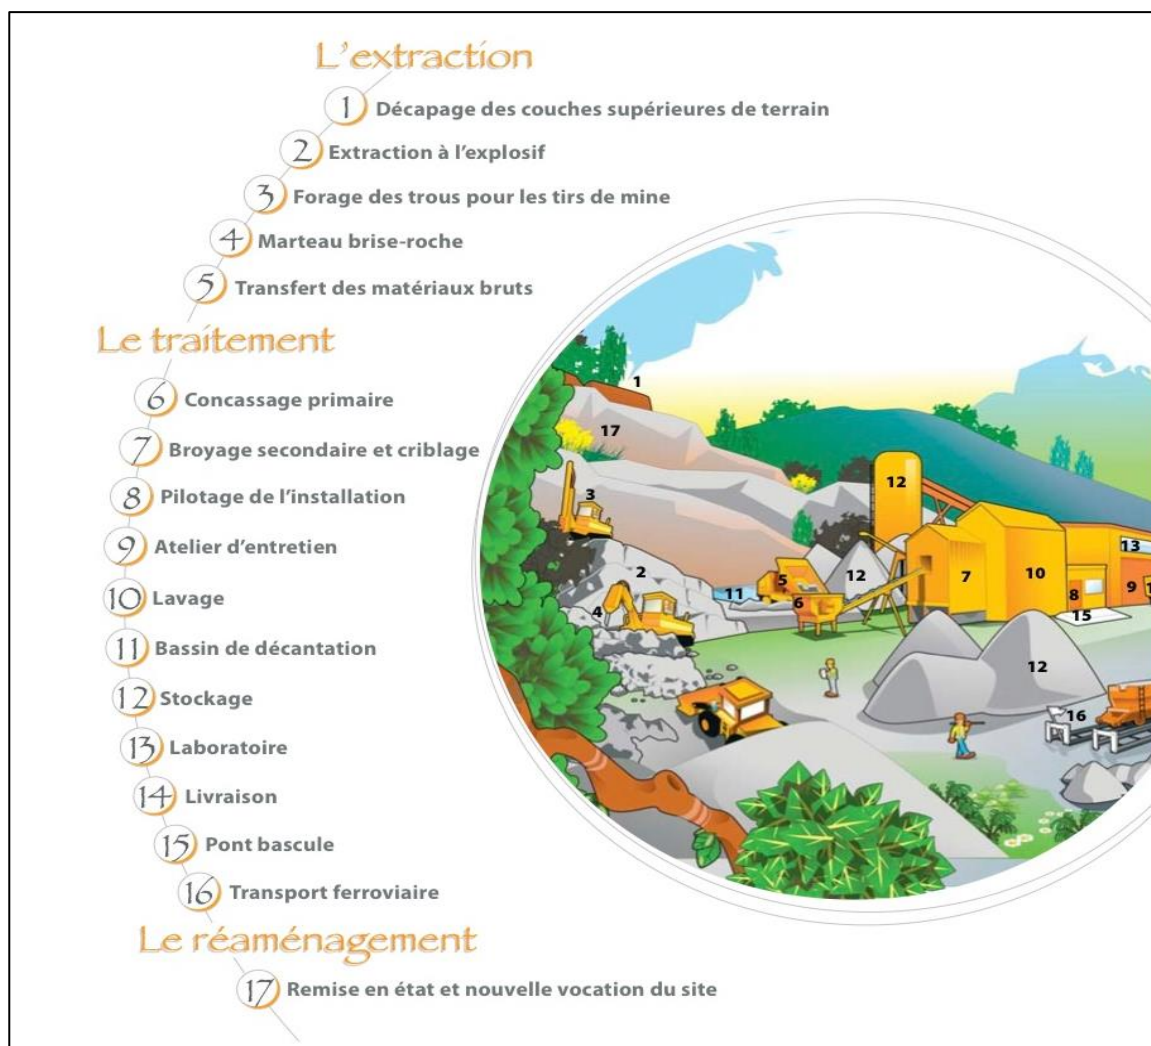 L'extraction
1 Décapage des couches supérieures de terrain
2 Extraction à l'explosif
3 Forage des trous pour les tirs de mine
4 Marteau brise-roche
5 Transfert des matériaux bruts
Le traitement
6 Concassage primaire
7 Broyage secondaire et criblage
8 Pilotage de l'installation
9 Atelier d'entretien
10 Lavage
11 Bassin de décantation
12 Stockage
13 Laboratoire
14 Livraison
15 Pont bascule
16 Transport ferroviaire
Le réaménagement
17 Remise en état et nouvelle vocation du site
1
17
12
3
13
2
5
12
7
10
11
8
9
4
6
15
12
16